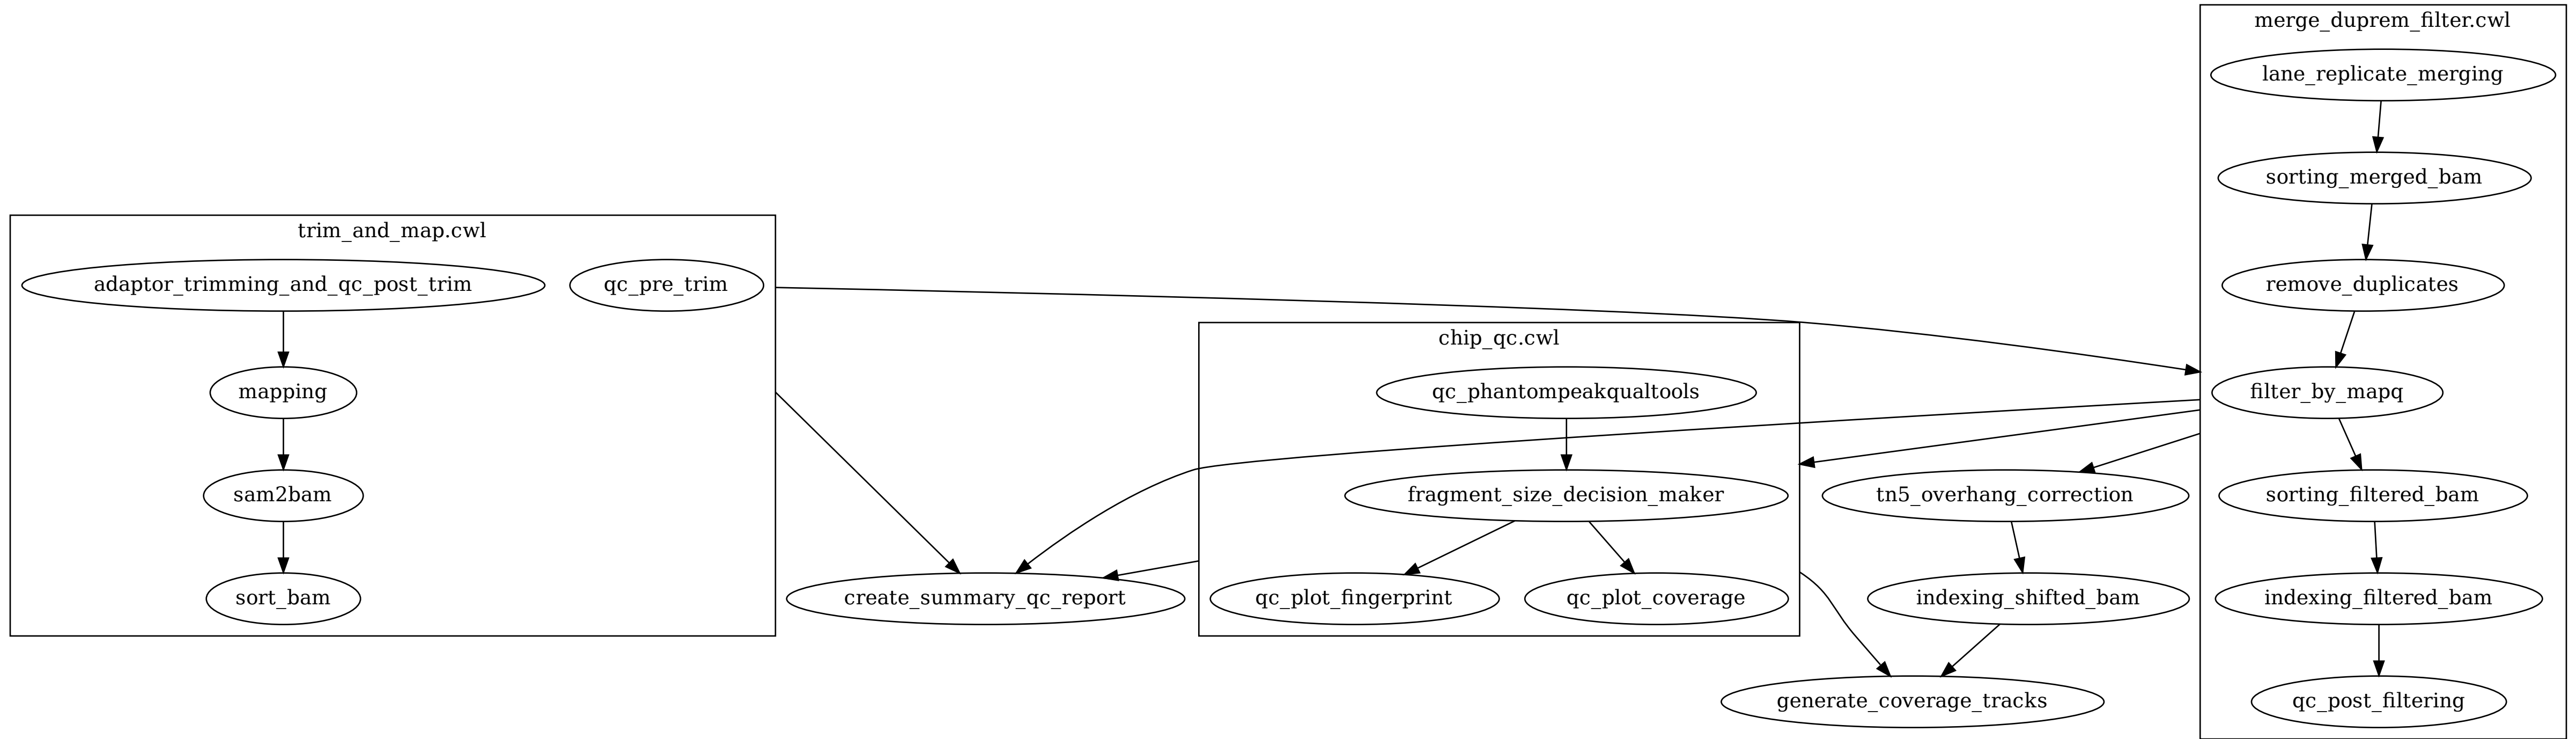 merge_duprem_filter.cwl
lane_replicate_merging
sorting_merged_bam
remove_duplicates
filter_by_mapq
sorting_filtered_bam
indexing_filtered_bam
qc_post_filtering
trim_and_map.cwl
adaptor_trimming_and_qc_post_trim
qc_pre_trim
mapping
sam2bam
sort_bam
chip_qc.cwl
qc_phantompeakqualtools
fragment_size_decision_maker
qc_plot_fingerprint
qc_plot_coverage
create_summary_qc_report
tn5_overhang_correction
indexing_shifted_bam
generate_coverage_tracks